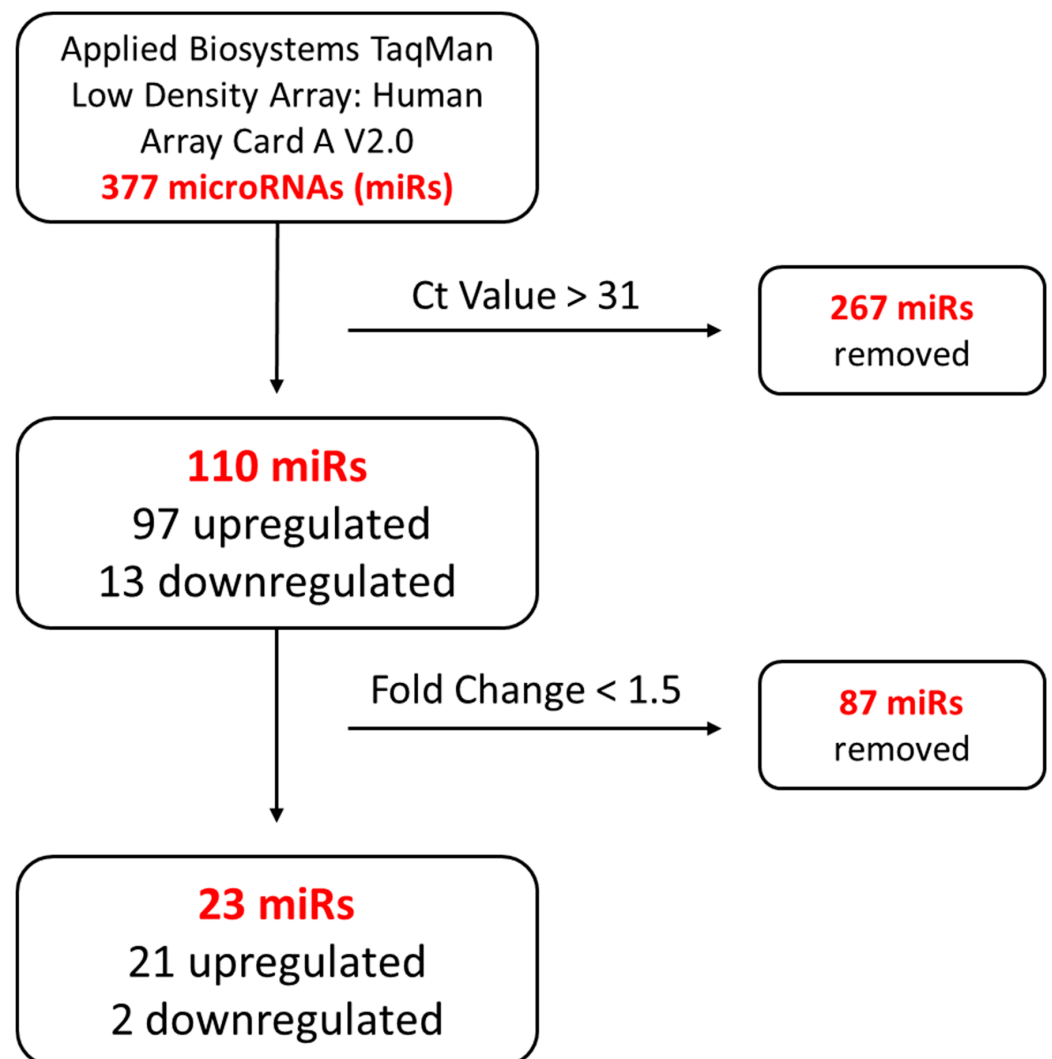 Applied Biosystems TaqMan
Low Density Array: Human
Array Card A V2.0
377 microRNAs (miRs)
Ct Value > 31
267 miRs
removed
110 miRs
97 upregulated
13 downregulated
Fold Change < 1.5
87 miRs
removed
23 miRs
21 upregulated
2 downregulated